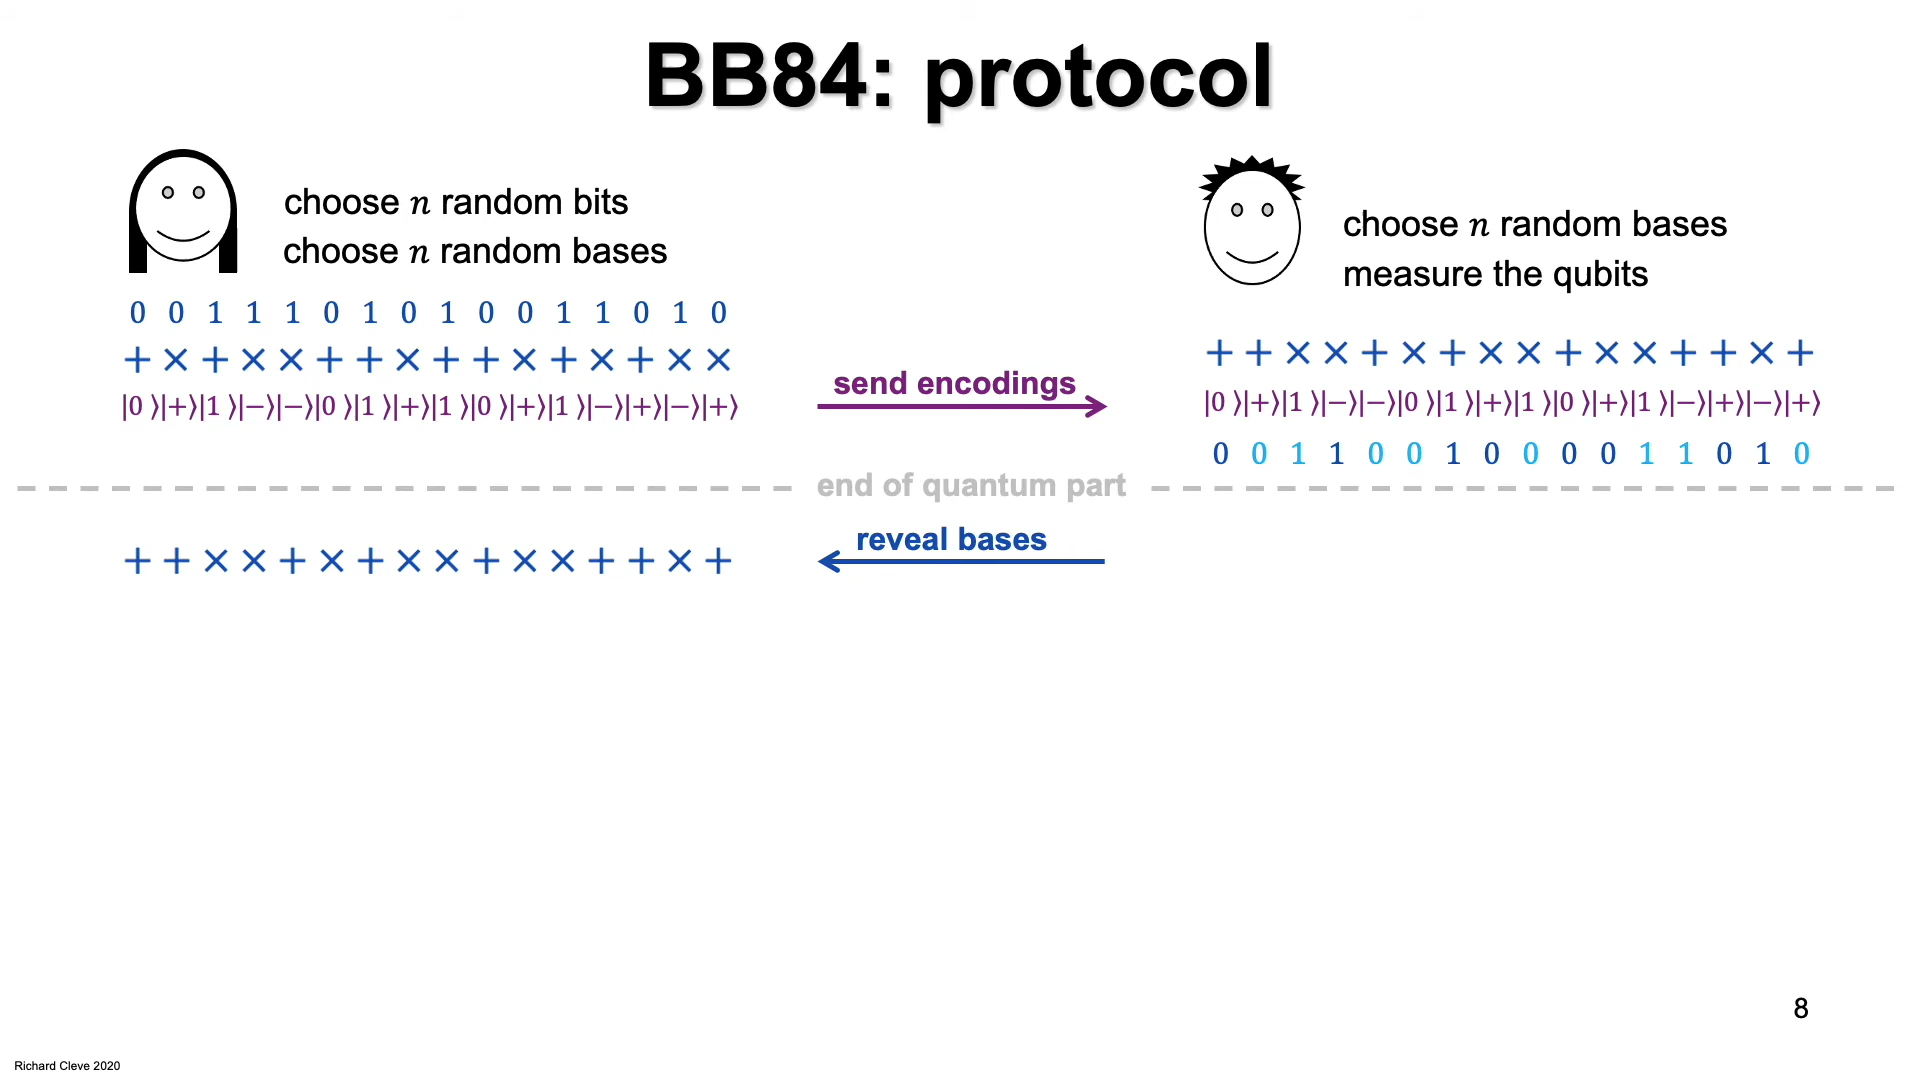 BB84: protocol
choose n random bits
choose n random bases
0 0 1 1 1 0 1 0 1 0 0 1 1 0 1 0
+ × + × × + + × + + × + × + × ×
|0 ⟩|+⟩|1 ⟩|−⟩|−⟩|0 ⟩|1 ⟩|+⟩|1 ⟩|0 ⟩|+⟩|1 ⟩|−⟩|+⟩|−⟩|+⟩
send encodings
choose n random bases
measure the qubits
+ + × × + × + × × + × × + + × +
|0 ⟩|+⟩|1 ⟩|−⟩|−⟩|0 ⟩|1 ⟩|+⟩|1 ⟩|0 ⟩|+⟩|1 ⟩|−⟩|+⟩|−⟩|+⟩
0 0 1 1 0 0 1 0 0 0 0 1 1 0 1 0
end of quantum part
+ + × × + × + × × + × × + + × +
reveal bases
8
Richard Cleve 2020